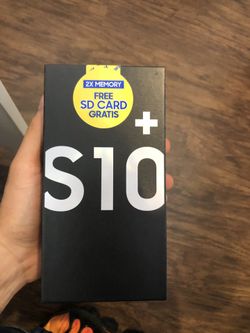 2X MEMORY
FREE
SD CARD
GRATIS
S10+